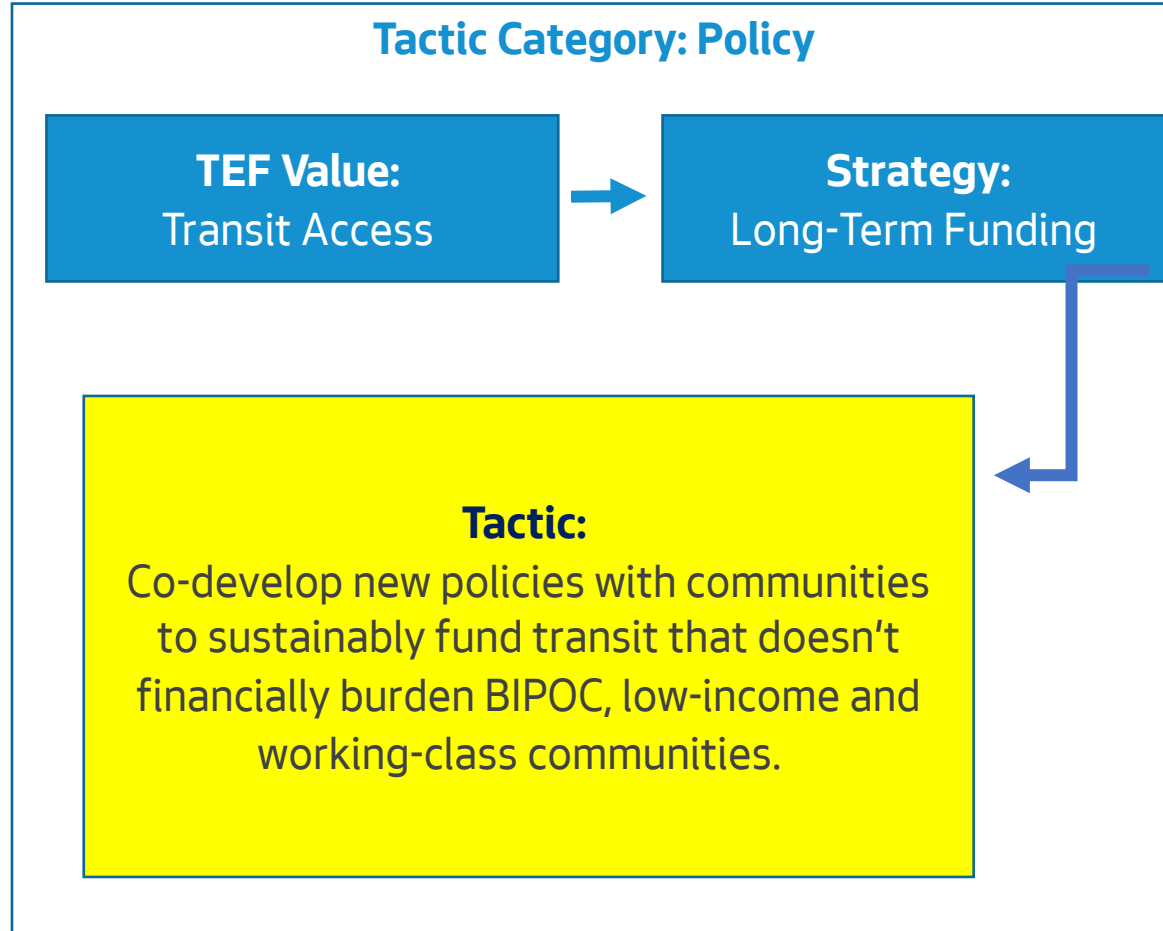 Tactic Category: Policy
TEF Value:
Transit Access
Strategy:
Long-Term Funding
Tactic:
Co-develop new policies with communities
to sustainably fund transit that doesn't
financially burden BIPOC, low-income and
working-class communities.